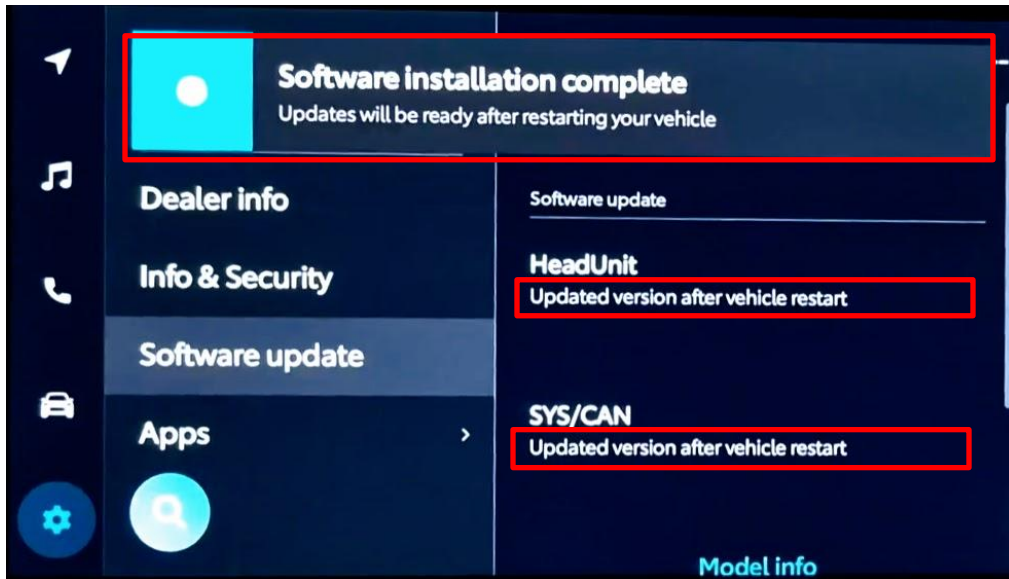 Software installation complete
Updates will be ready after restarting your vehicle
Dealer info
Info & Security
Software update
Apps
Software update
HeadUnit
Updated version after vehicle restart
SYS/CAN
Updated version after vehicle restart
Model info